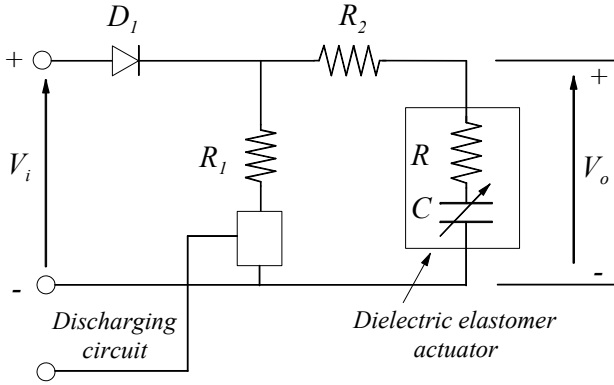 D1
R2
+
+
R1
R
Vi
Vo
C
-
-
Discharging
circuit
Dielectric elastomer
actuator